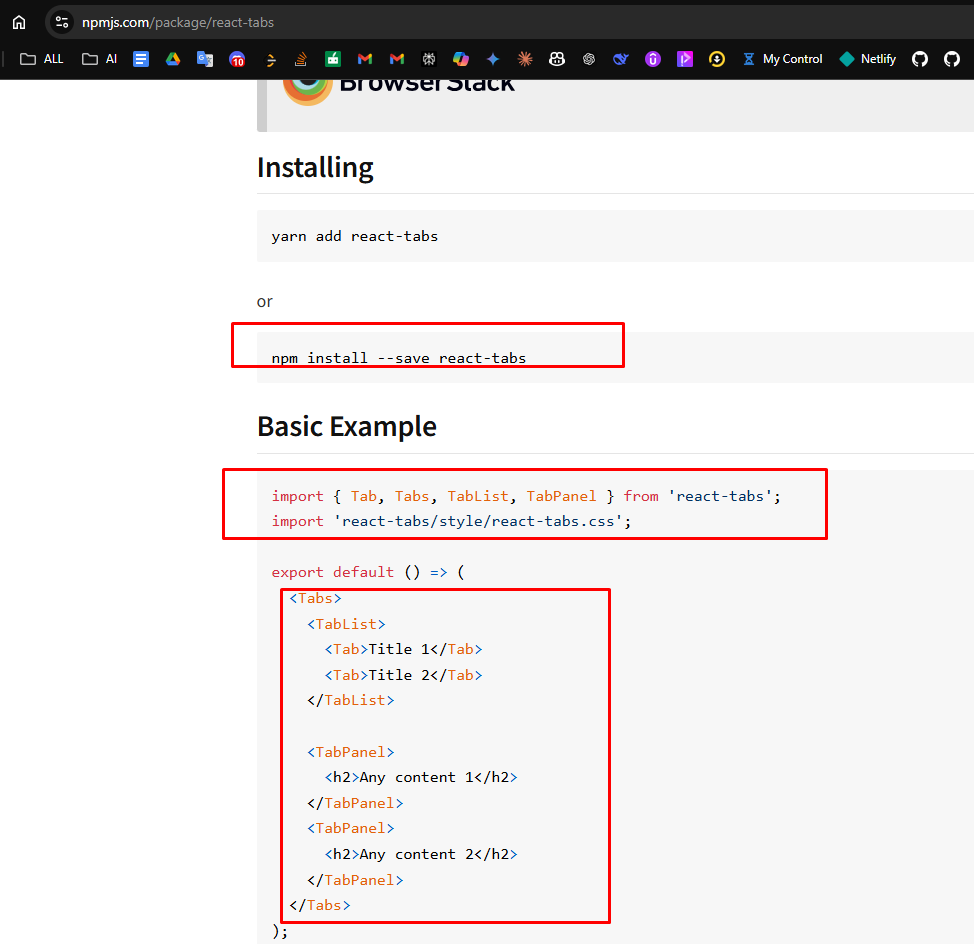 npmjs.com/package/react-tabs
ALL AI 10 My Control Netlify
BrowserStack
Installing
yarn add react-tabs
or
npm install --save react-tabs
Basic Example
import { Tab, Tabs, TabList, TabPanel } from 'react-tabs';
import 'react-tabs/style/react-tabs.css';
export default () => (
<Tabs>
<TabList>
<Tab>Title 1</Tab>
<Tab>Title 2</Tab>
</TabList>
<TabPanel>
<h2>Any content 1</h2>
</TabPanel>
<TabPanel>
<h2>Any content 2</h2>
</TabPanel>
</Tabs>
);